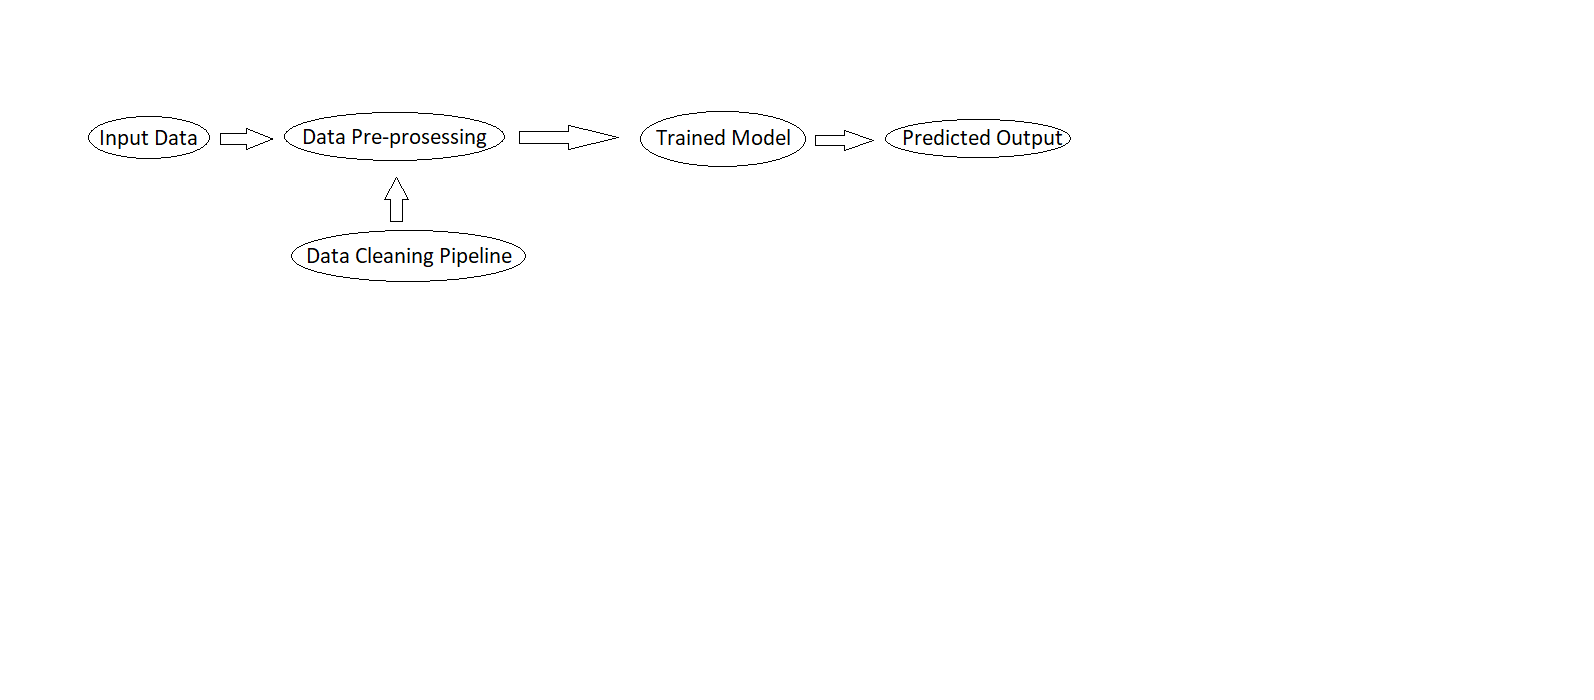 Input Data
Data Pre-prosessing
Trained Model
Predicted Output
Data Cleaning Pipeline